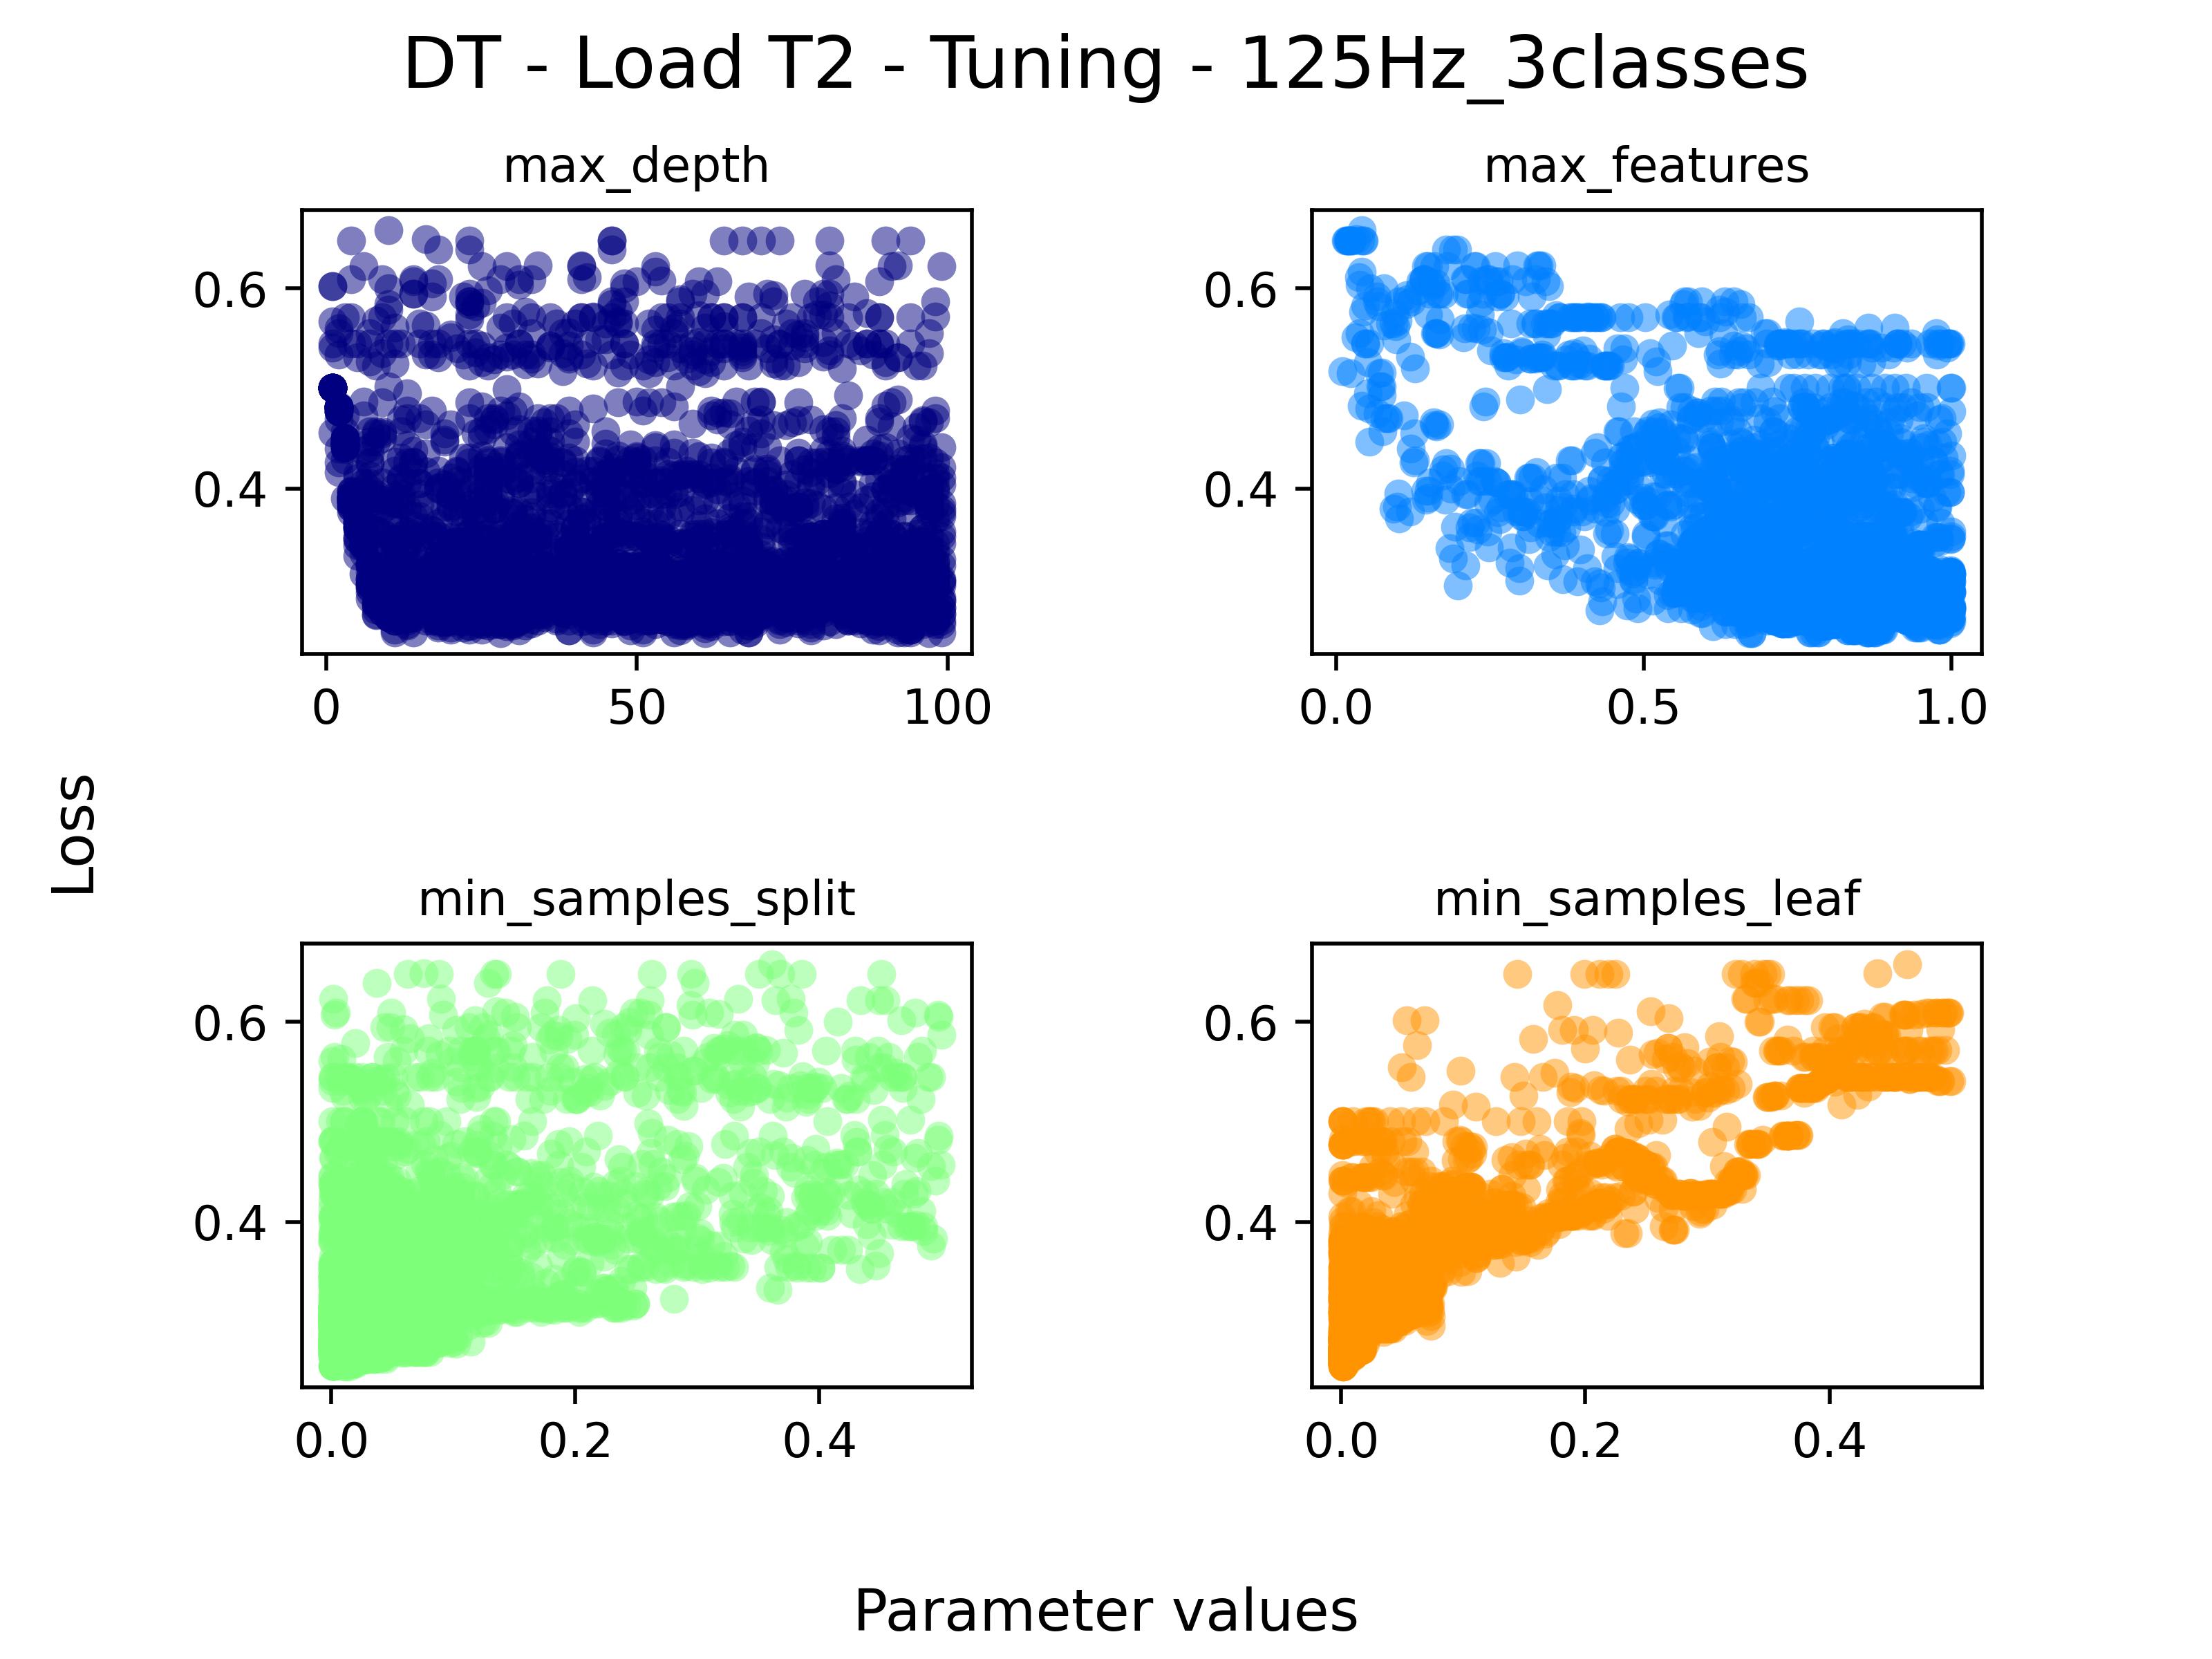 DT - Load T2 - Tuning - 125Hz_3classes
max_depth
max_features
0.6
0.4
0
50
100
0.6
0.4
0.0
0.5
1.0
Loss
min_samples_split
min_samples_leaf
0.6
0.4
0.0
0.2
0.4
0.6
0.4
0.0
0.2
0.4
Parameter values